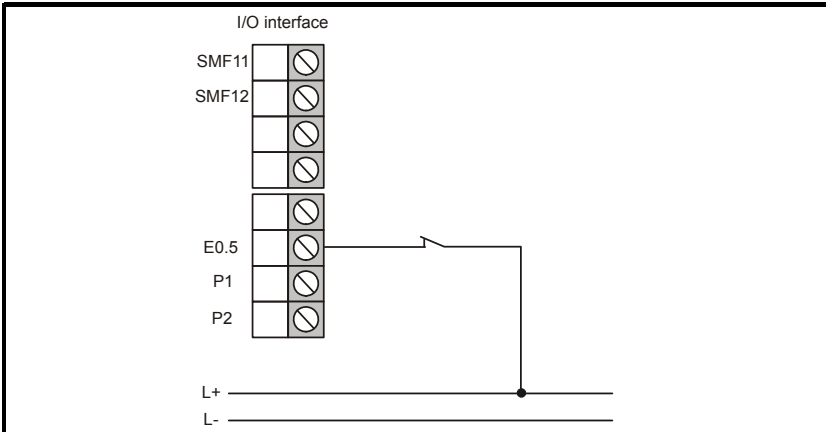 I/O interface
SMF11
SMF12
E0.5
P1
P2
L+
L-